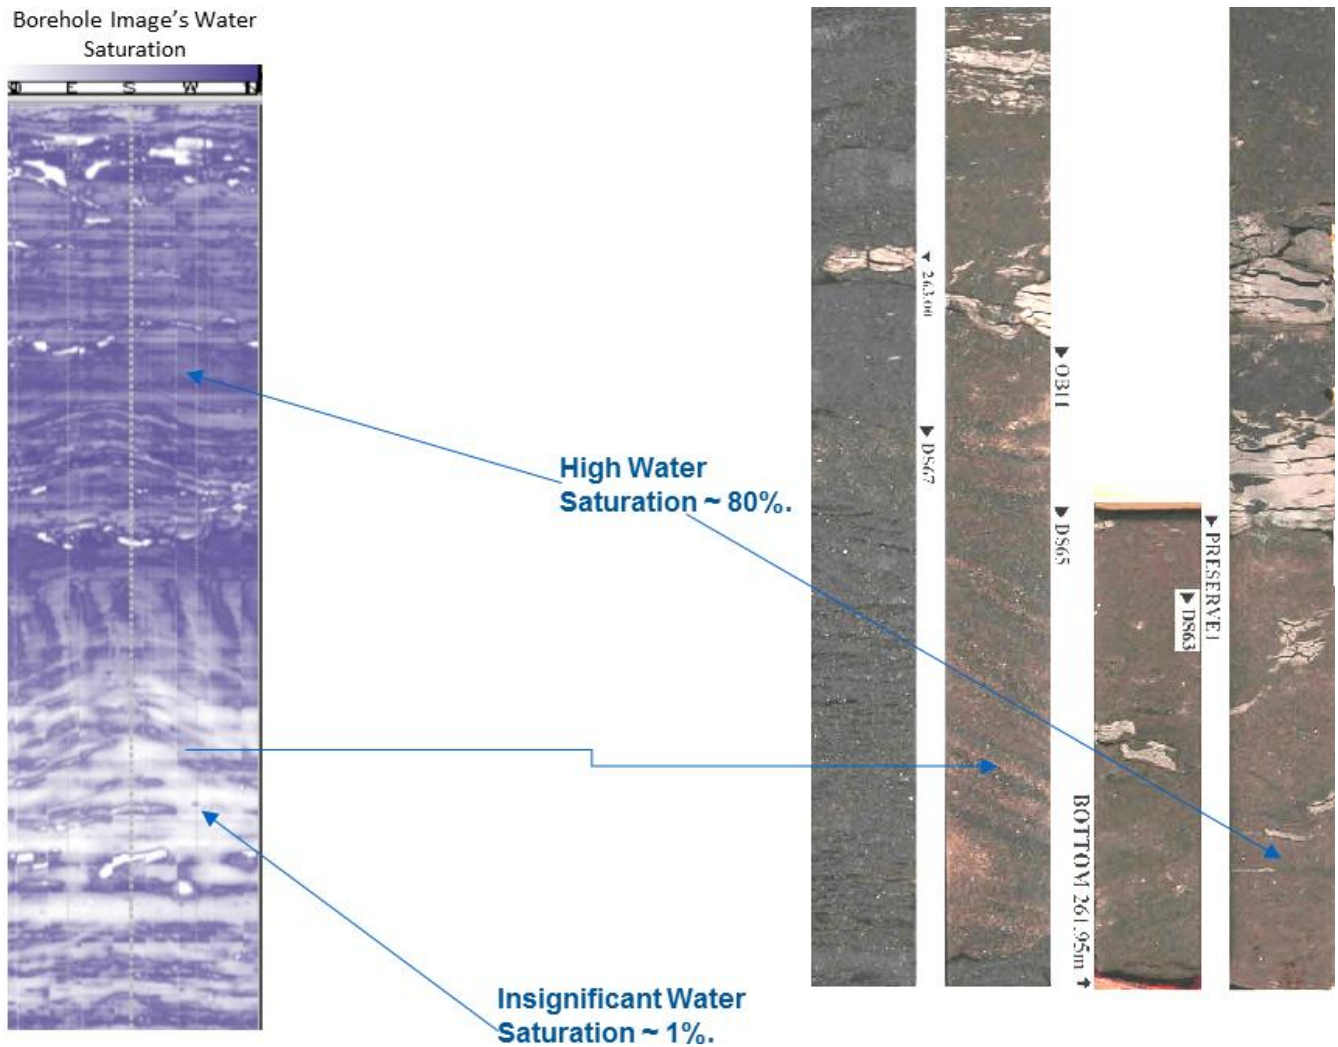 Borehole Image's Water
Saturation
E S W N
High Water
Saturation ~ 80%.
Insignificant Water
Saturation ~ 1%.
263.00
DS67
OBH
DS65
BOTTOM 261.95m
DS63
PRESERVE1